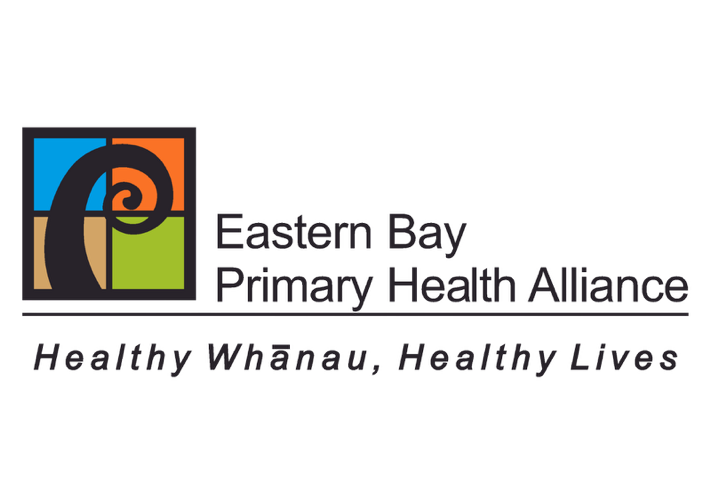 Eastern Bay
Primary Health Alliance
Healthy Whānau, Healthy Lives